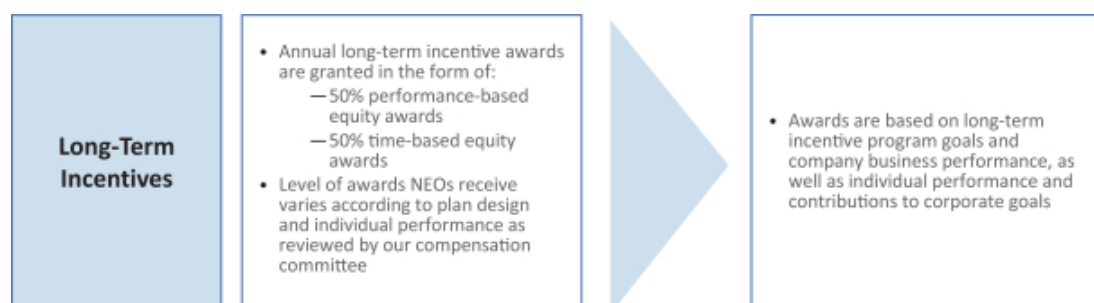 Long-Term
Incentives
• Annual long-term incentive awards
are granted in the form of:
—50% performance-based
equity awards
—50% time-based equity
awards
• Level of awards NEOs receive
varies according to plan design
and individual performance as
reviewed by our compensation
committee
• Awards are based on long-term
incentive program goals and
company business performance, as
well as individual performance and
contributions to corporate goals